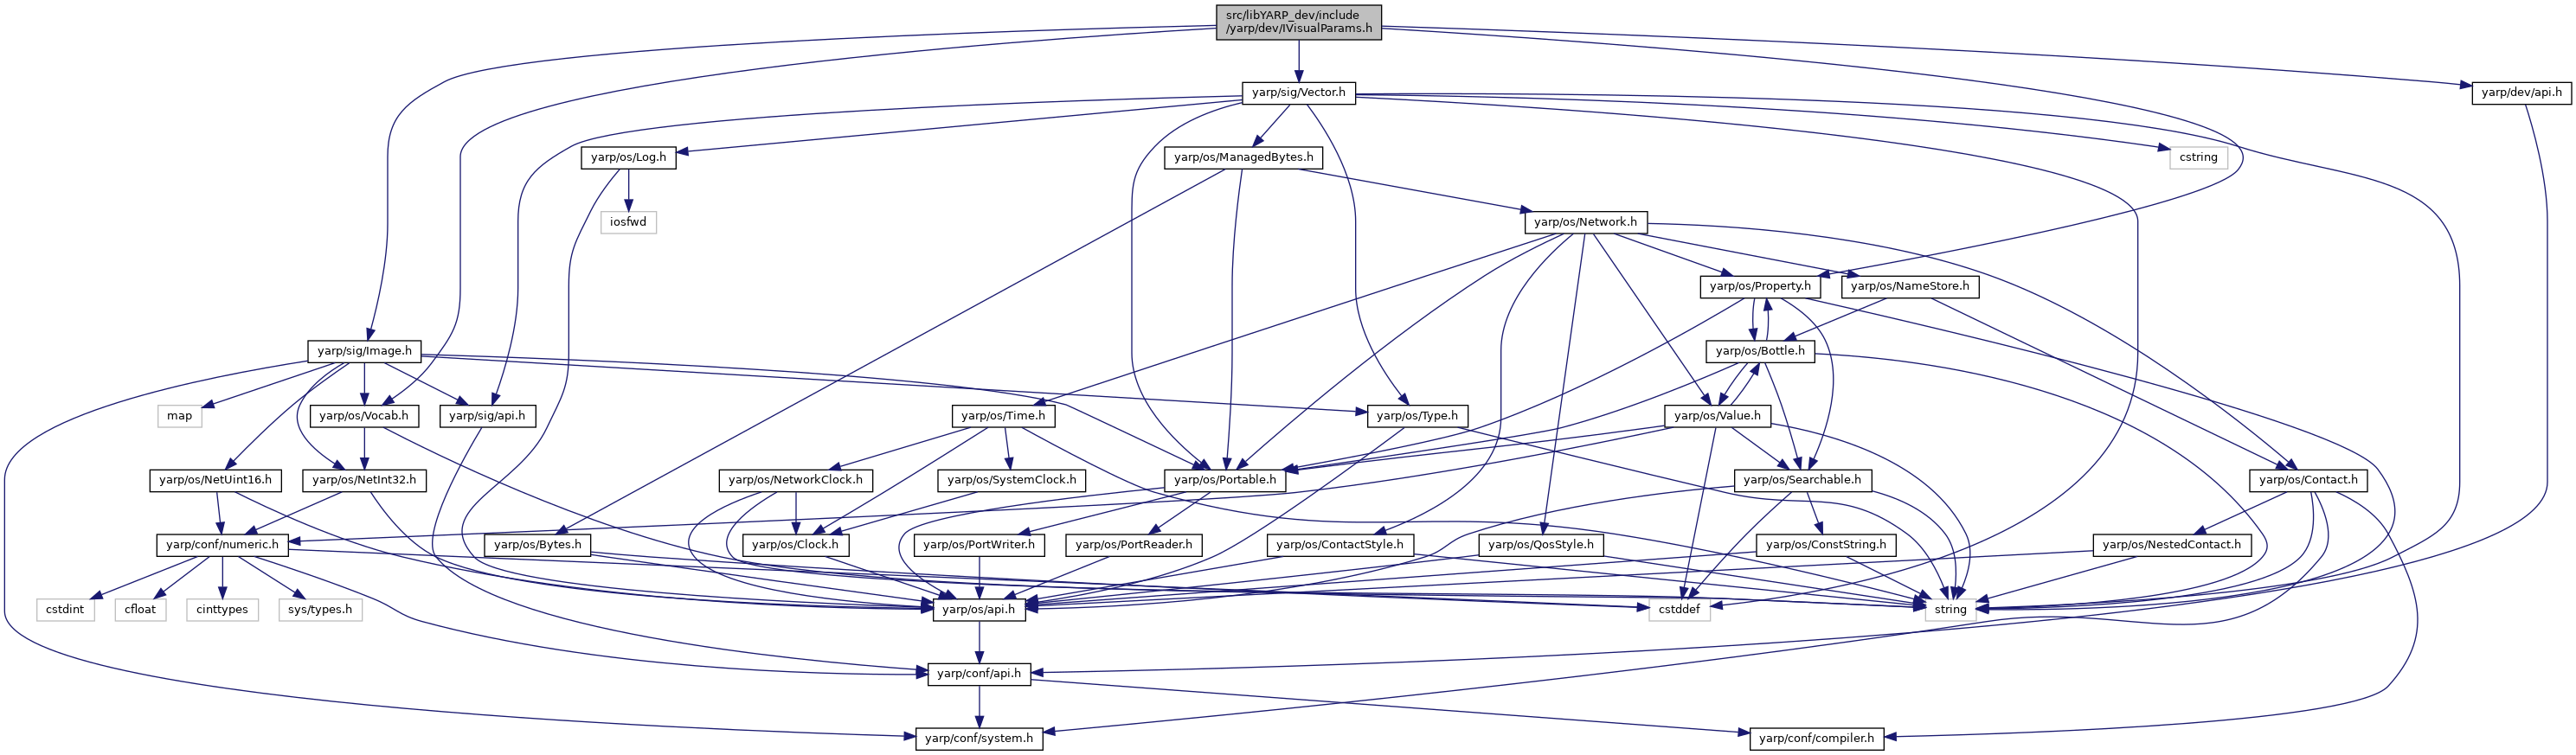 src/libYARP_dev/include
/yarp/dev/IVisualParams.h
yarp/sig/Vector.h
yarp/dev/api.h
yarp/os/Log.h
yarp/os/ManagedBytes.h
cstring
iosfwd
yarp/os/Network.h
yarp/os/Property.h
yarp/os/NameStore.h
yarp/sig/Image.h
yarp/os/Bottle.h
map
yarp/os/Vocab.h
yarp/sig/api.h
yarp/os/Time.h
yarp/os/Type.h
yarp/os/Value.h
yarp/os/NetUint16.h
yarp/os/NetInt32.h
yarp/os/NetworkClock.h
yarp/os/SystemClock.h
yarp/os/Portable.h
yarp/os/Searchable.h
yarp/os/Contact.h
yarp/conf/numeric.h
yarp/os/Bytes.h
yarp/os/Clock.h
yarp/os/PortWriter.h
yarp/os/PortReader.h
yarp/os/ContactStyle.h
yarp/os/QosStyle.h
yarp/os/ConstString.h
yarp/os/NestedContact.h
cstdint
cfloat
cinttypes
sys/types.h
yarp/os/api.h
cstddef
string
yarp/conf/api.h
yarp/conf/system.h
yarp/conf/compiler.h